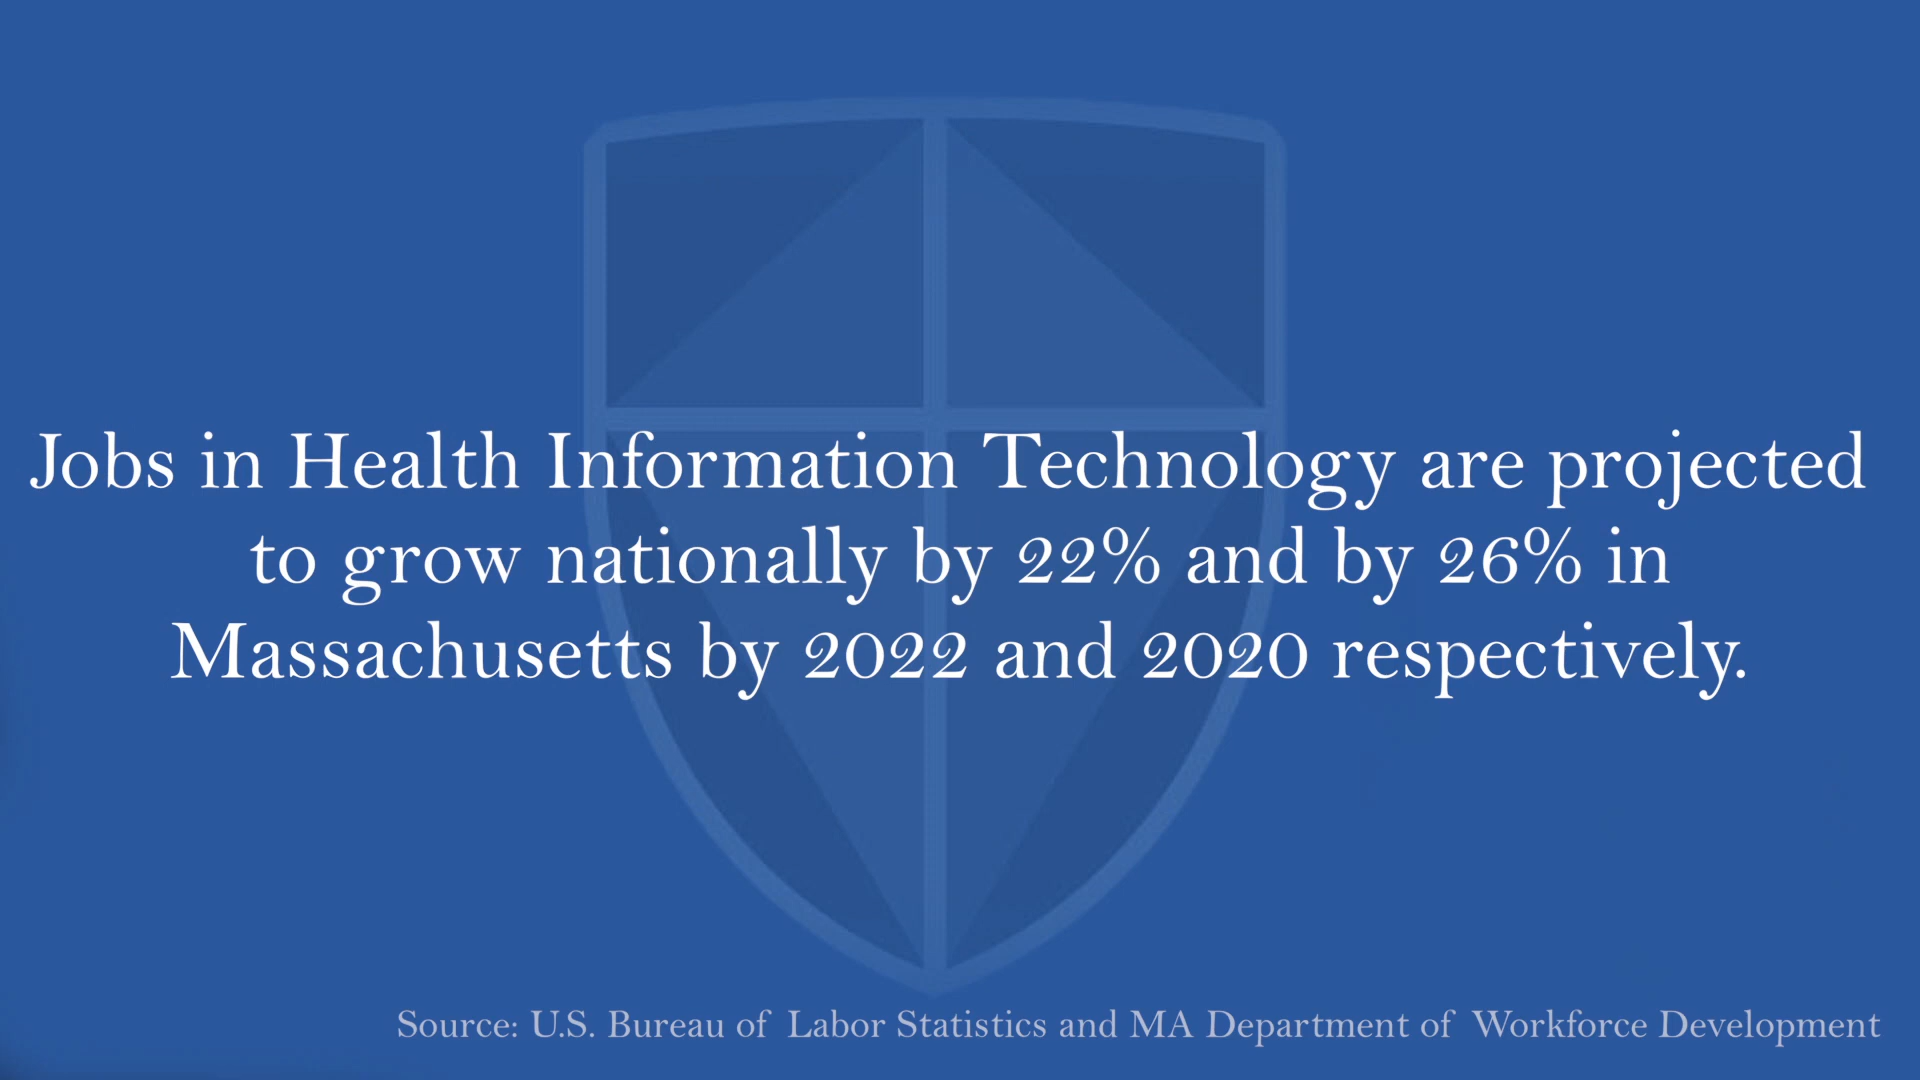 Jobs in Health Information Technology are projected
to grow nationally by 22% and by 26% in
Massachusetts by 2022 and 2020 respectively.
Source: U.S. Bureau of Labor Statistics and MA Department of Workforce Development